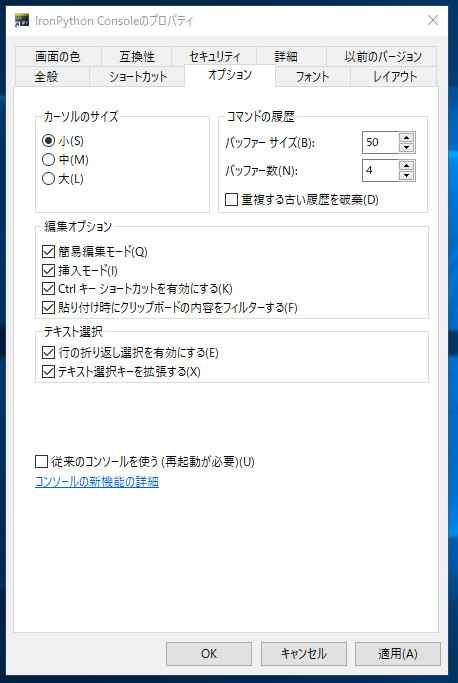 IronPython Consoleのプロパティ
画面の色 互換性 セキュリティ 詳細 以前のバージョン
全般 ショートカット オプション フォント レイアウト
カーソルのサイズ
小(S)
中(M)
大(L)
コマンドの履歴
バッファー サイズ(B): 50
バッファー数(N): 4
重複する古い履歴を破棄(D)
編集オプション
簡易編集モード(Q)
挿入モード(I)
Ctrl キー ショートカットを有効にする(K)
貼り付け時にクリップボードの内容をフィルターする(F)
テキスト選択
行の折り返し選択を有効にする(E)
テキスト選択キーを拡張する(X)
従来のコンソールを使う (再起動が必要)(U)
コンソールの新機能の詳細
OK キャンセル 適用(A)